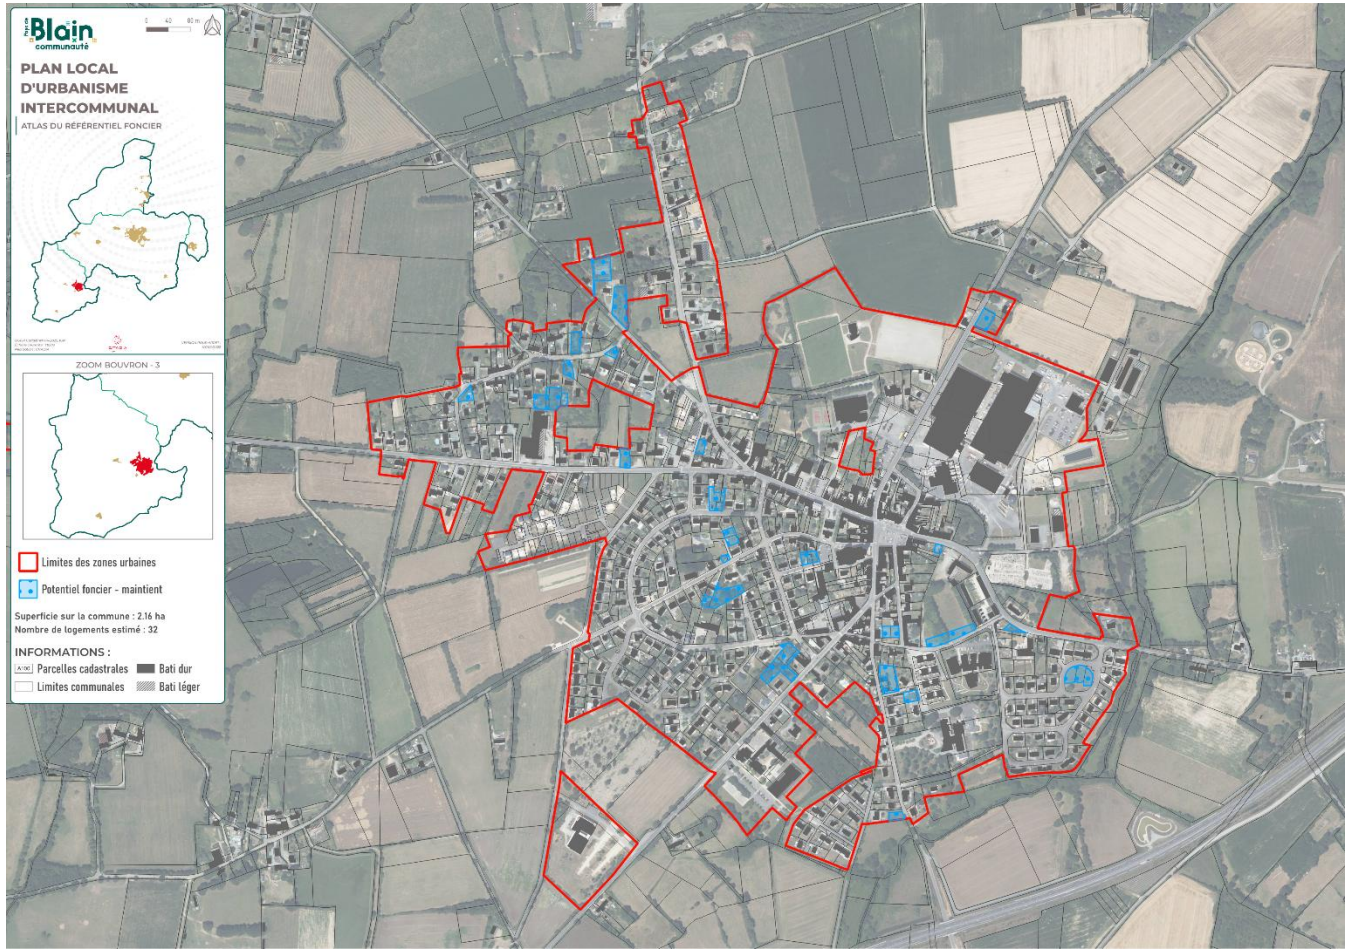 Pays de
Blain
communauté
0 40 80 m
PLAN LOCAL
D'URBANISME
INTERCOMMUNAL
ATLAS DU RÉFÉRENTIEL FONCIER
ZOOM BOUVRON - 3
Limites des zones urbaines
Potentiel foncier - maintient
Superficie sur la commune : 2.16 ha
Nombre de logements estimé : 32
INFORMATIONS :
Parcelles cadastrales
Bati dur
Limites communales
Bati léger